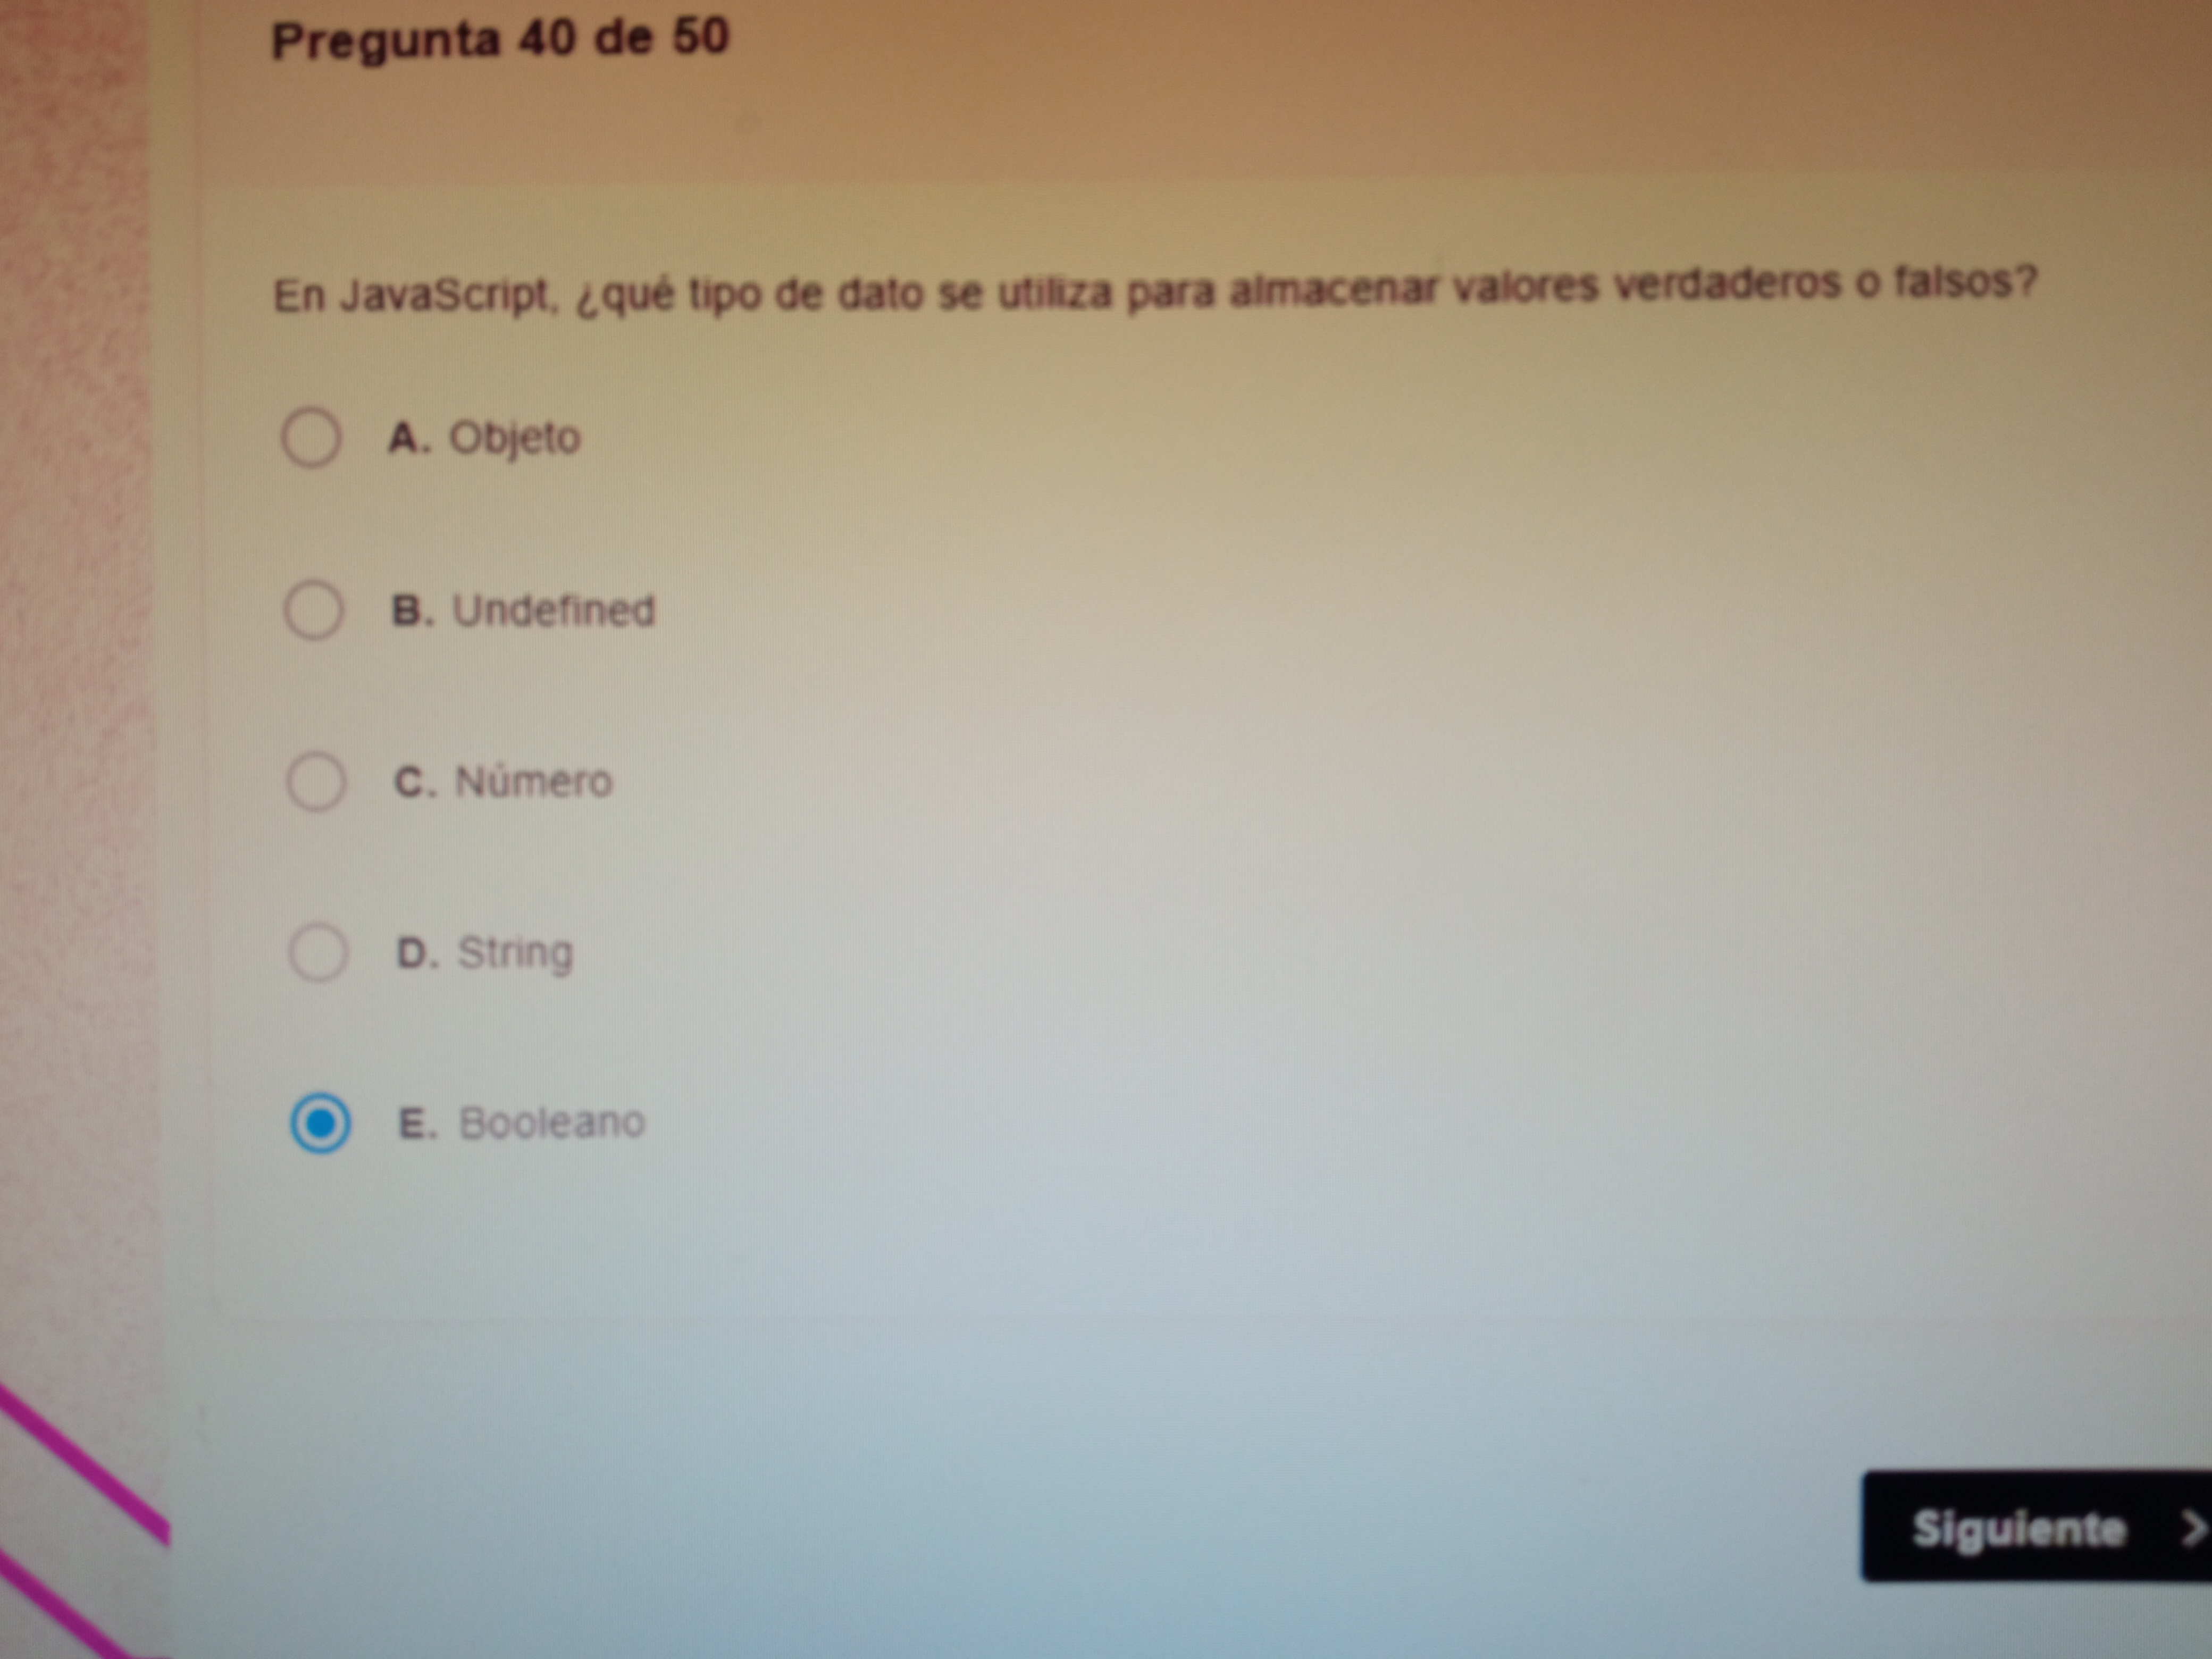 Pregunta 40 de 50
En JavaScript, ¿qué tipo de dato se utiliza para almacenar valores verdaderos o falsos?
A. Objeto
B. Undefined
C. Número
D. String
E. Booleano
Siguiente